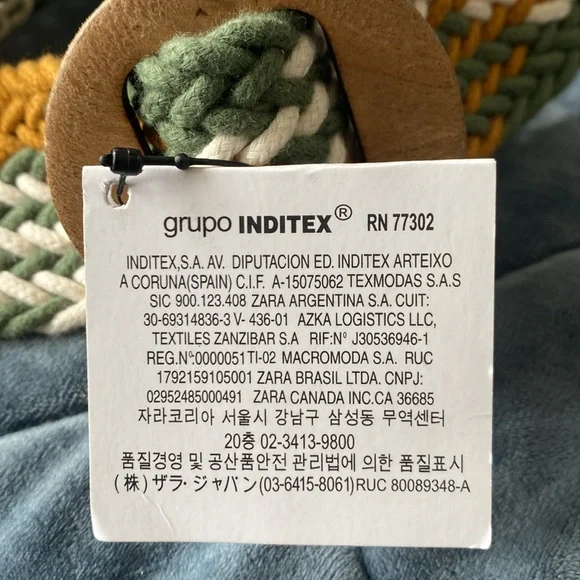 grupo INDITEX® RN 77302
INDITEX,S.A. AV. DIPUTACION ED. INDITEX ARTEIXO
A CORUNA(SPAIN) C.I.F. A-15075062 TEXMODAS S.A.S
SIC 900.123.408 ZARA ARGENTINA S.A. CUIT:
30-69314836-3 V- 436-01 AZKA LOGISTICS LLC,
TEXTILES ZANZIBAR S.A RIF:Nº J30536946-1
REG.Nº:0000051TI-02 MACROMODA S.A. RUC
1792159105001 ZARA BRASIL LTDA. CNPJ:
02952485000491 ZARA CANADA INC.CA 36685
자라코리아 서울시 강남구 삼성동 무역센터
20층 02-3413-9800
품질경영 및 공산품안전 관리법에 의한 품질표시
(株) ザラ・ジャパン(03-6415-8061)RUC 80089348-A